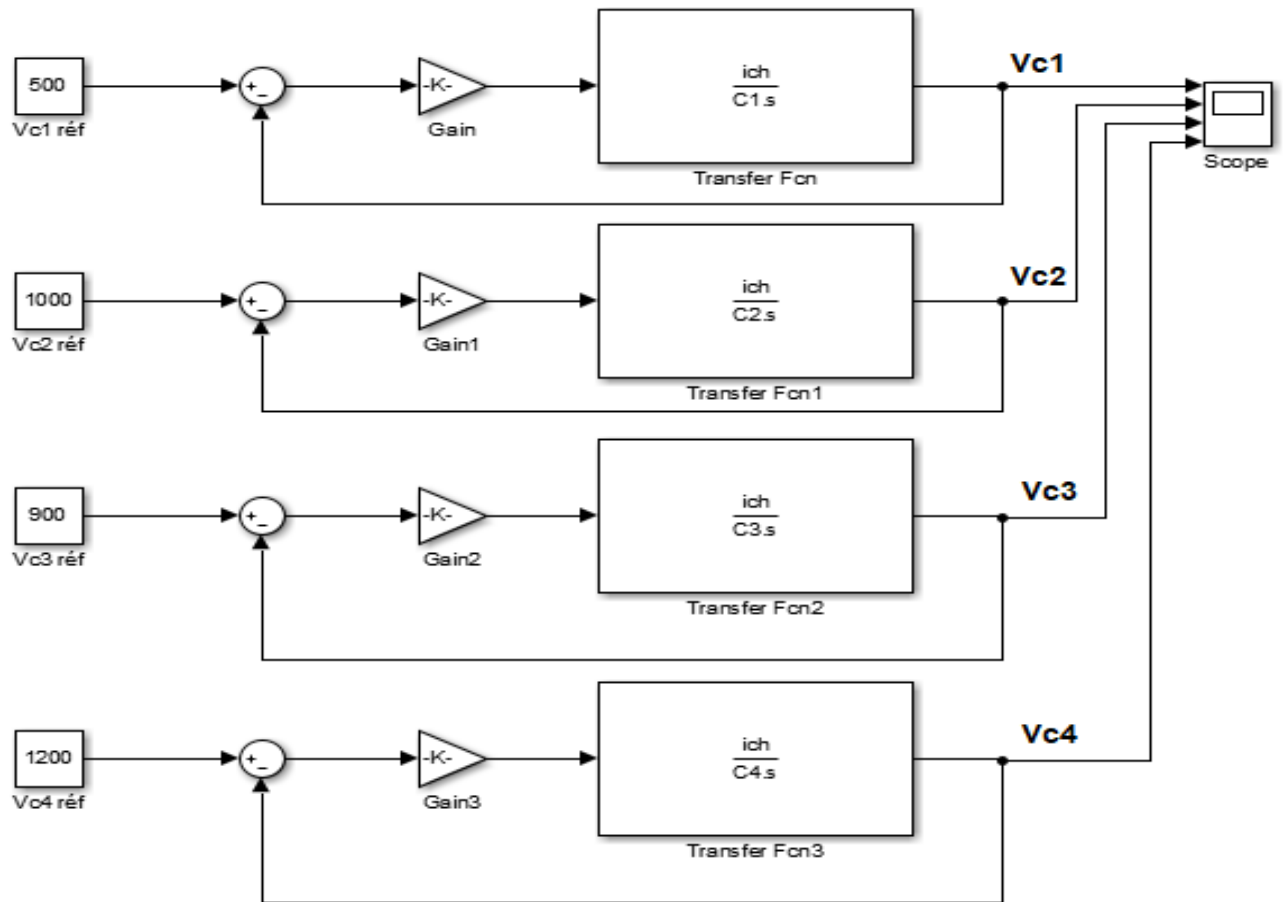 500
Vc1 réf
+
_
-K-
Gain
ich
C1.s
Transfer Fcn
Vc1
Scope
1000
Vc2 réf
+
_
-K-
Gain1
ich
C2.s
Transfer Fcn1
Vc2
900
Vc3 réf
+
_
-K-
Gain2
ich
C3.s
Transfer Fcn2
Vc3
1200
Vc4 réf
+
_
-K-
Gain3
ich
C4.s
Transfer Fcn3
Vc4